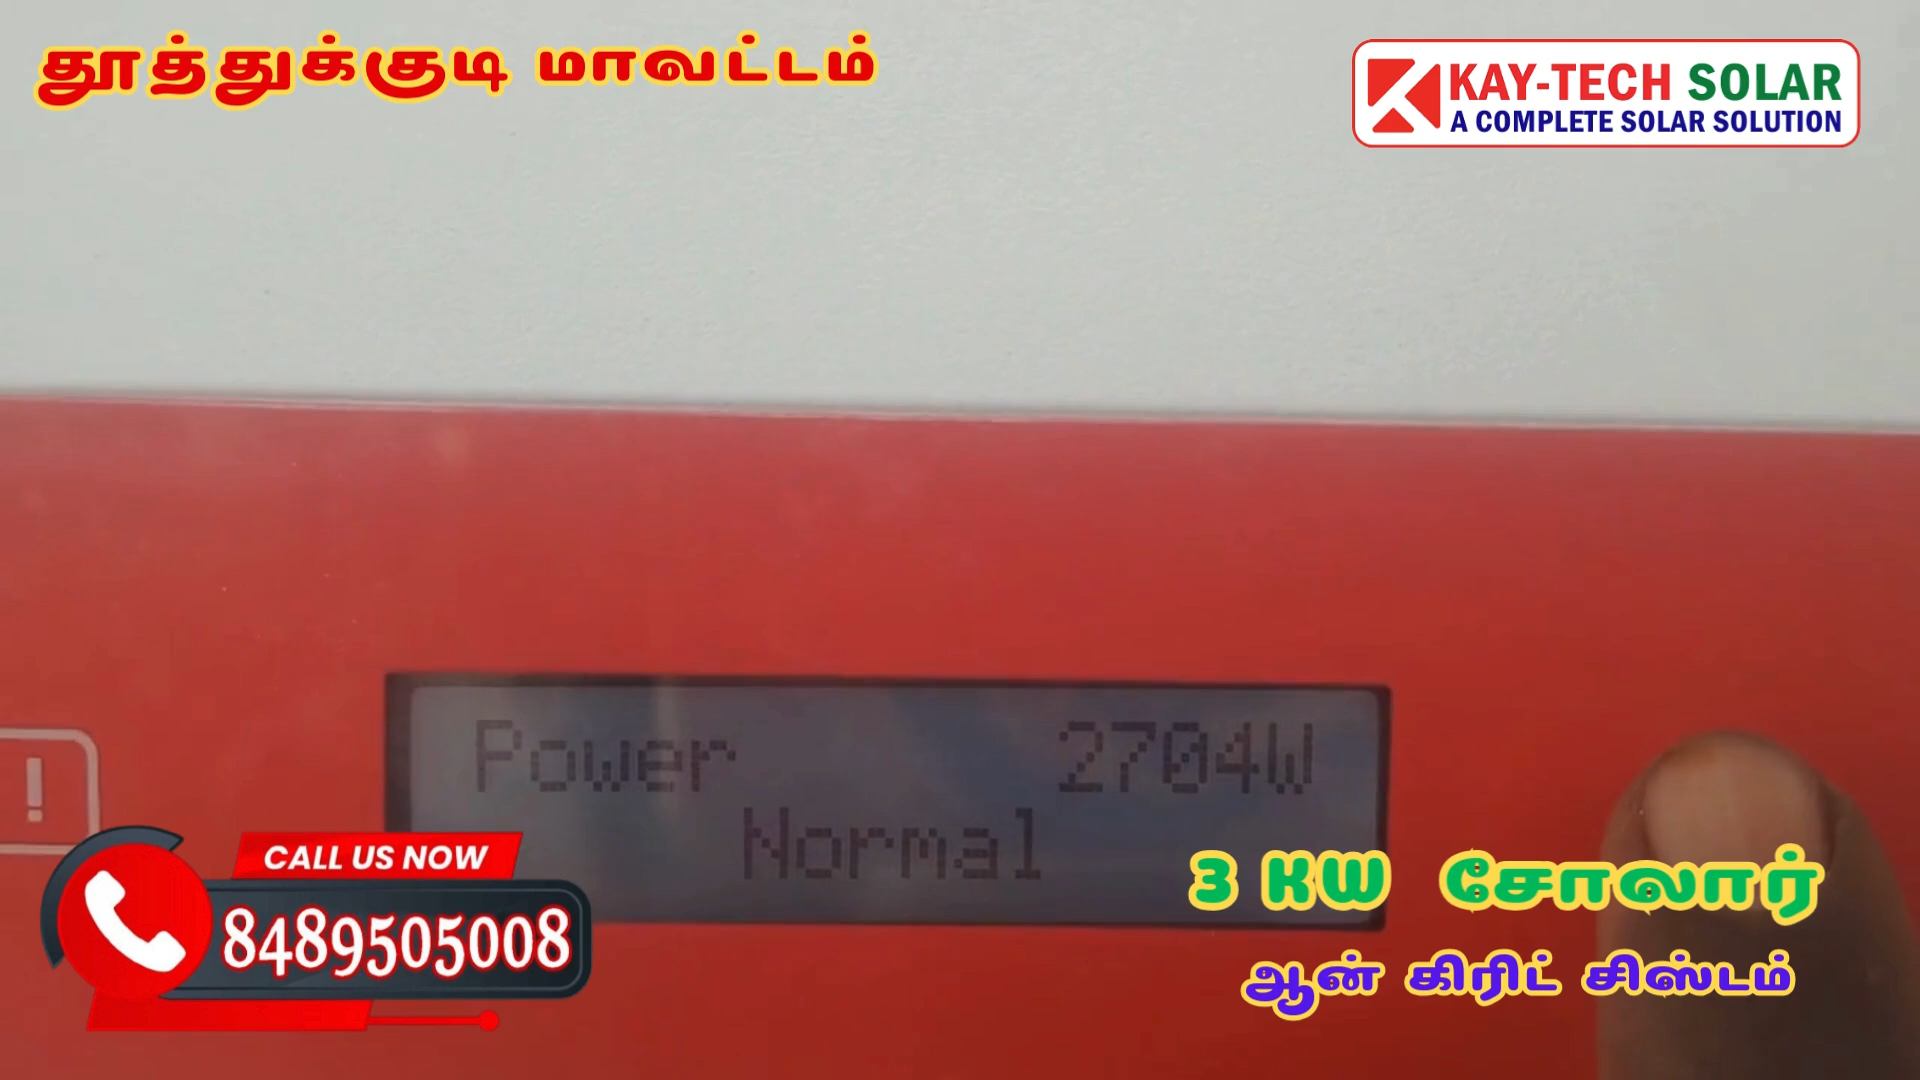 தூத்துக்குடி மாவட்டம்
KAY-TECH SOLAR
A COMPLETE SOLAR SOLUTION
Power 2704W
Normal
!
CALL US NOW
8489505008
3 KW சோலார்
ஆன் கிரிட் சிஸ்டம்